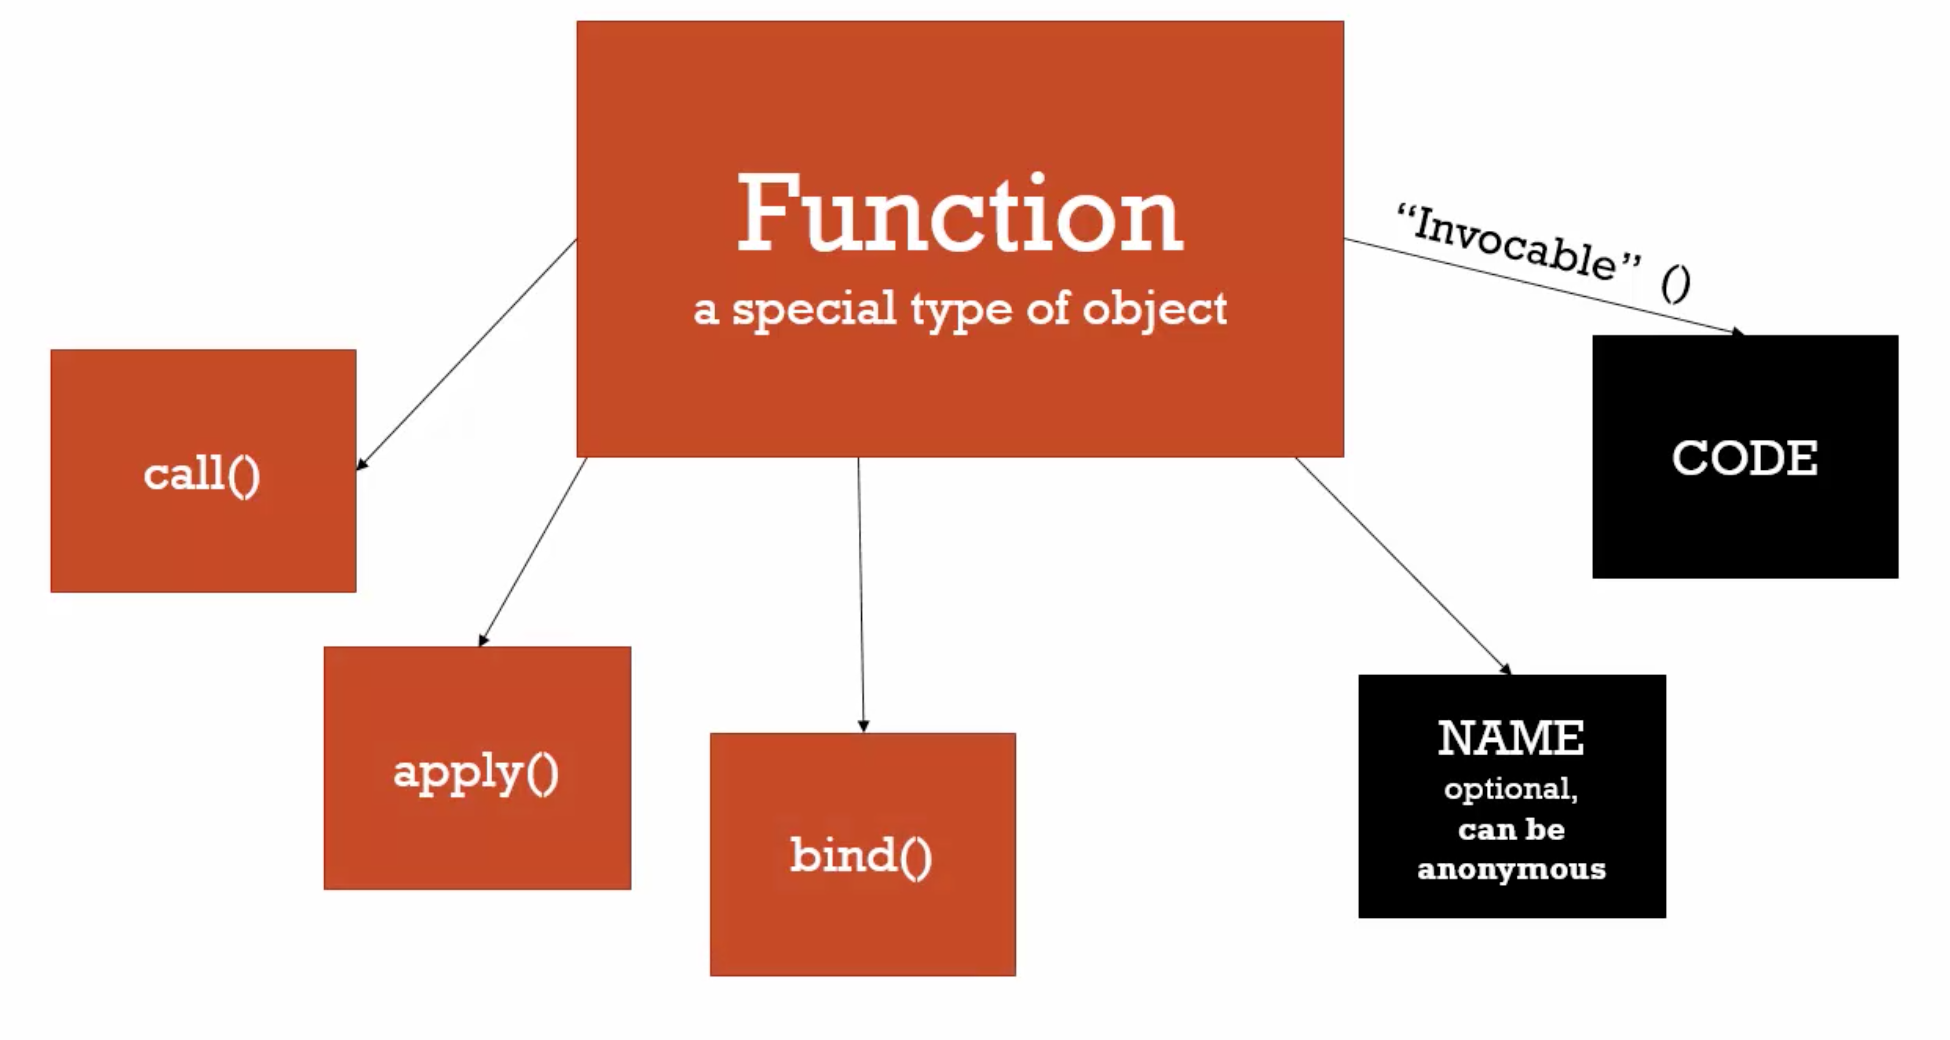 Function
a special type of object
“Invocable” ()
call()
CODE
apply()
bind()
NAME
optional,
can be
anonymous